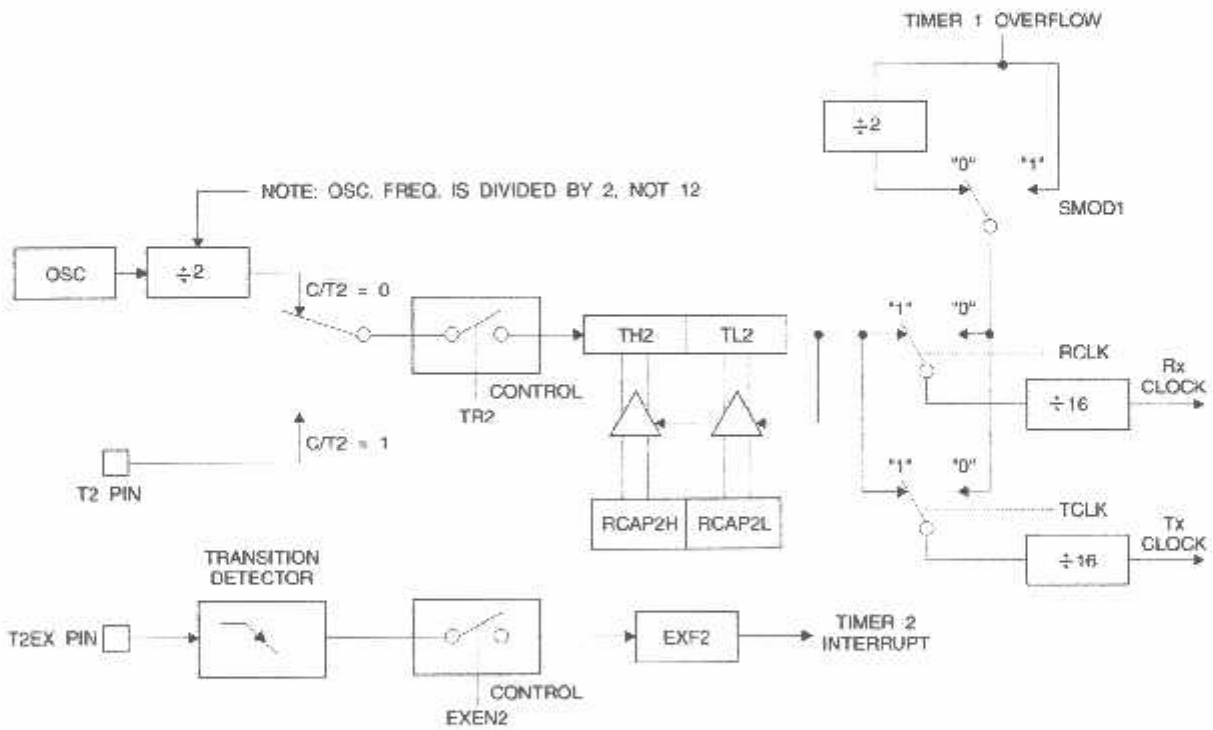 TIMER 1 OVERFLOW
÷2
"0" "1"
SMOD1
NOTE: OSC. FREQ. IS DIVIDED BY 2, NOT 12
OSC
÷2
C/T2 = 0
TH2 TL2
"1" "0"
CONTROL
TR2
RCLK
Rx
CLOCK
÷16
C/T2 = 1
T2 PIN
RCAP2H RCAP2L
"1" "0"
TCLK
Tx
CLOCK
÷16
TRANSITION
DETECTOR
T2EX PIN
EXF2
TIMER 2
INTERRUPT
CONTROL
EXEN2